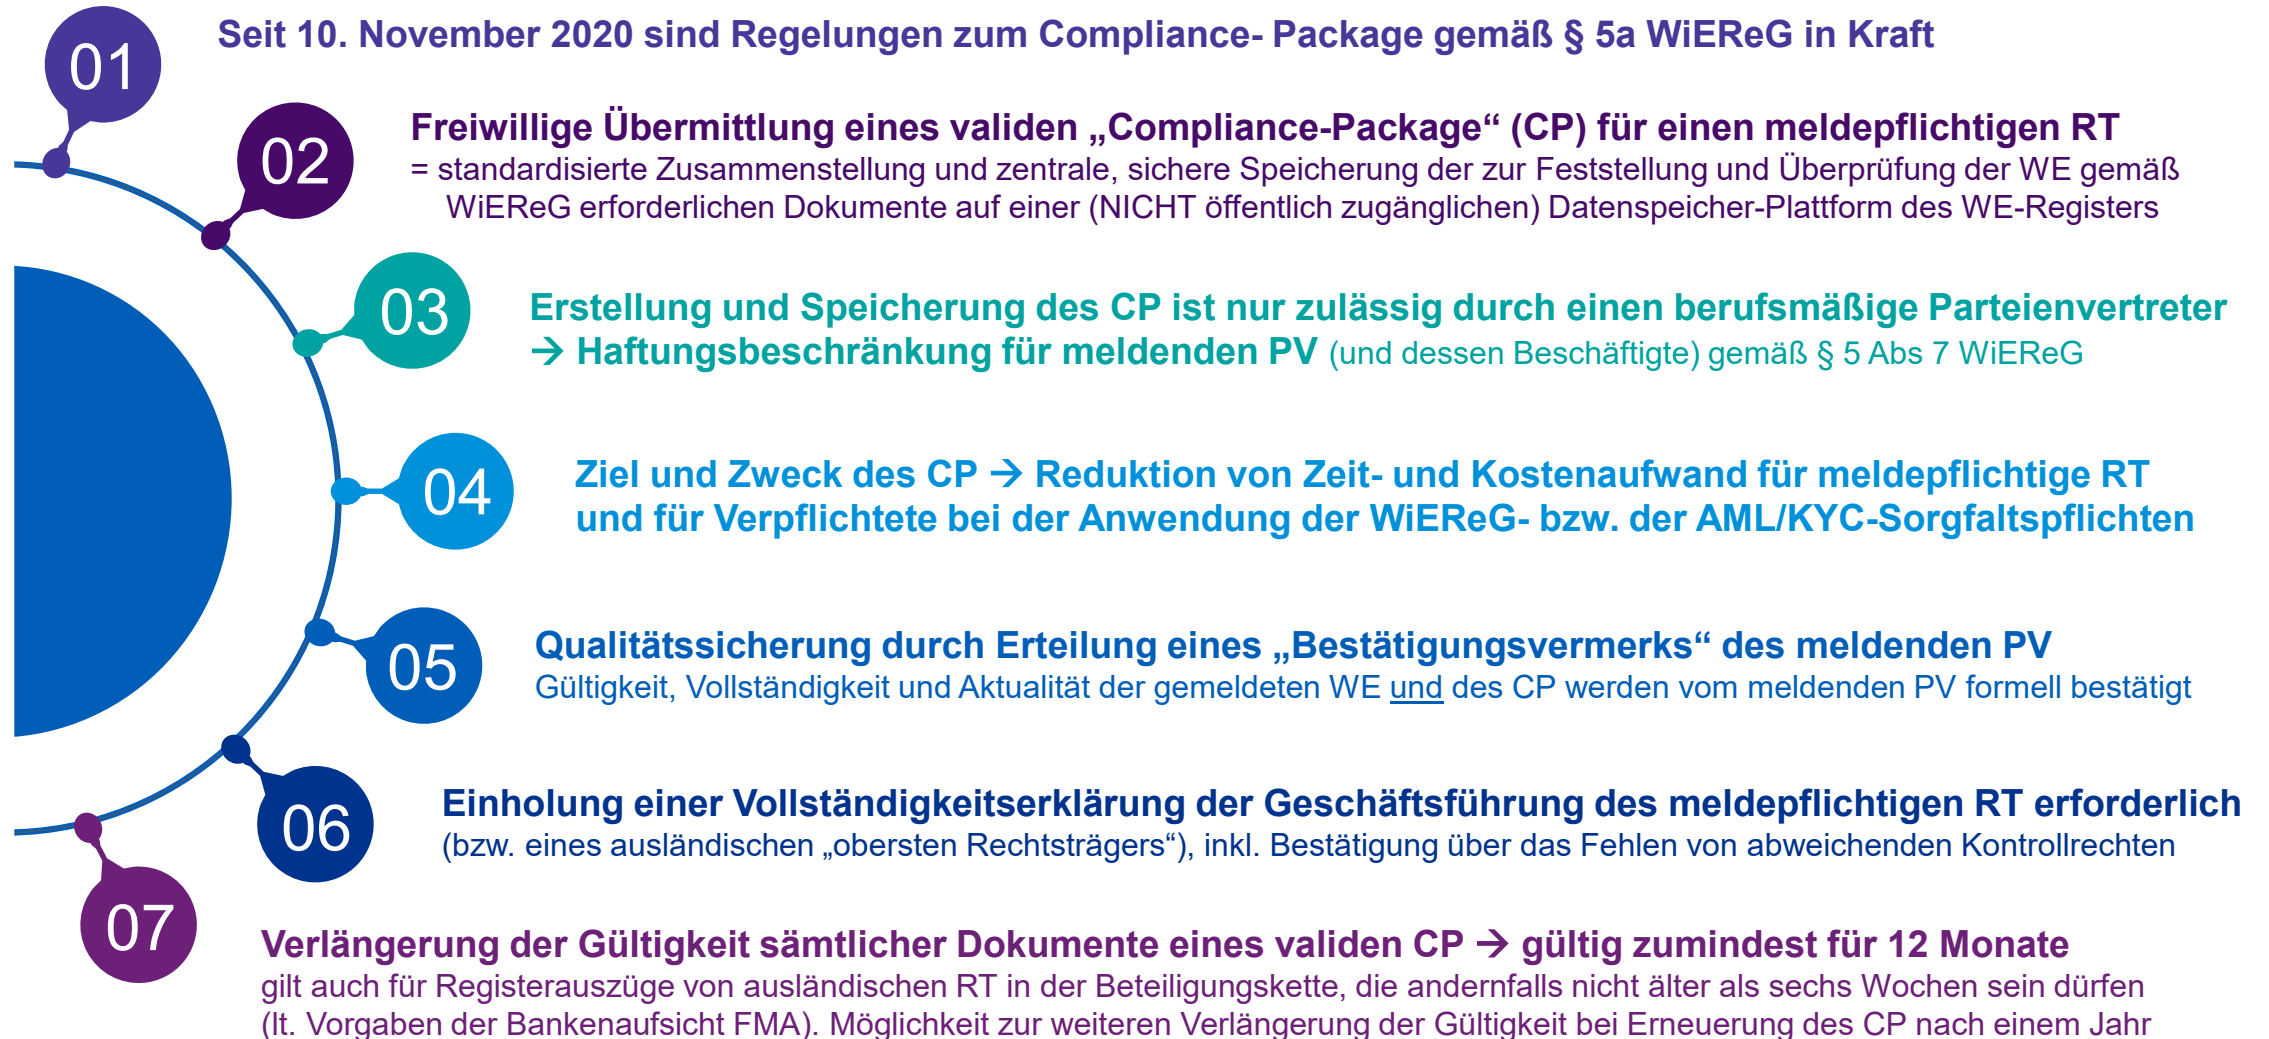 01
Seit 10. November 2020 sind Regelungen zum Compliance- Package gemäß § 5a WiEReG in Kraft
02
Freiwillige Übermittlung eines validen „Compliance-Package“ (CP) für einen meldepflichtigen RT
= standardisierte Zusammenstellung und zentrale, sichere Speicherung der zur Feststellung und Überprüfung der WE gemäß
WiEReG erforderlichen Dokumente auf einer (NICHT öffentlich zugänglichen) Datenspeicher-Plattform des WE-Registers
03
Erstellung und Speicherung des CP ist nur zulässig durch einen berufsmäßige Parteienvertreter
→ Haftungsbeschränkung für meldenden PV (und dessen Beschäftigte) gemäß § 5 Abs 7 WiEReG
04
Ziel und Zweck des CP → Reduktion von Zeit- und Kostenaufwand für meldepflichtige RT
und für Verpflichtete bei der Anwendung der WiEReG- bzw. der AML/KYC-Sorgfaltspflichten
05
Qualitätssicherung durch Erteilung eines „Bestätigungsvermerks“ des meldenden PV
Gültigkeit, Vollständigkeit und Aktualität der gemeldeten WE und des CP werden vom meldenden PV formell bestätigt
06
Einholung einer Vollständigkeitserklärung der Geschäftsführung des meldepflichtigen RT erforderlich
(bzw. eines ausländischen „obersten Rechtsträgers“), inkl. Bestätigung über das Fehlen von abweichenden Kontrollrechten
07
Verlängerung der Gültigkeit sämtlicher Dokumente eines validen CP → gültig zumindest für 12 Monate
gilt auch für Registerauszüge von ausländischen RT in der Beteiligungskette, die andernfalls nicht älter als sechs Wochen sein dürfen
(lt. Vorgaben der Bankenaufsicht FMA). Möglichkeit zur weiteren Verlängerung der Gültigkeit bei Erneuerung des CP nach einem Jahr